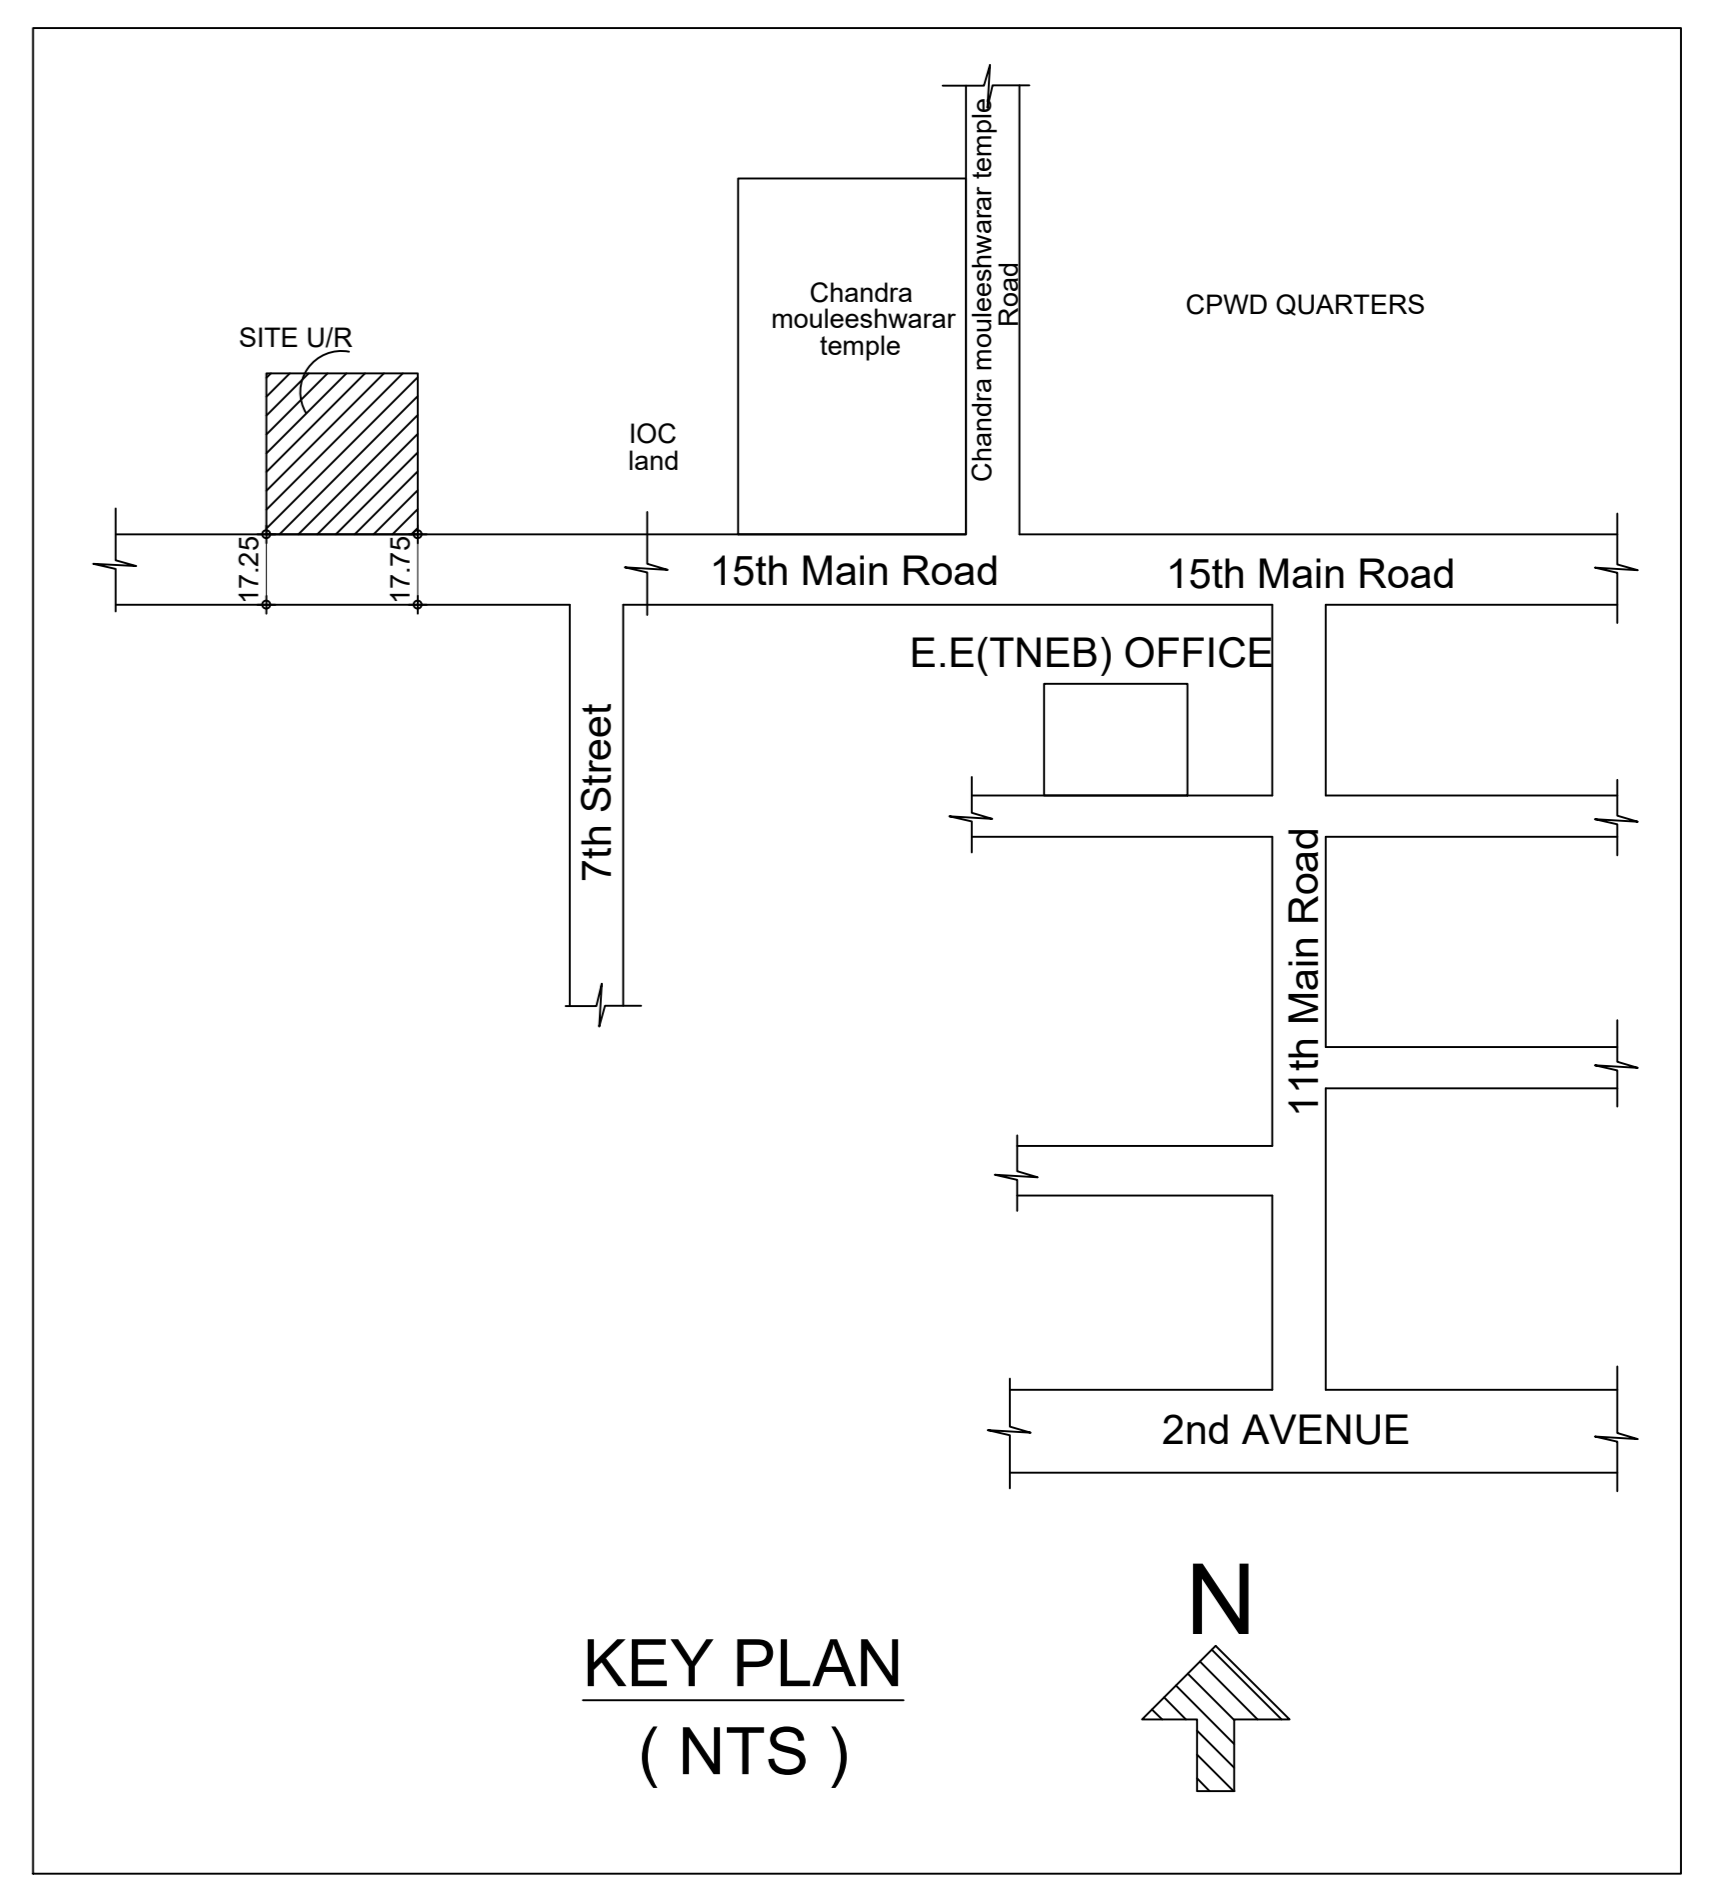 Chandra mouleeshwarar temple
Road
Chandra
mouleeshwarar
temple
CPWD QUARTERS
SITE U/R
IOC
land
17.25
17.75
15th Main Road
15th Main Road
E.E(TNEB) OFFICE
7th Street
11th Main Road
2nd AVENUE
N
KEY PLAN
( NTS )